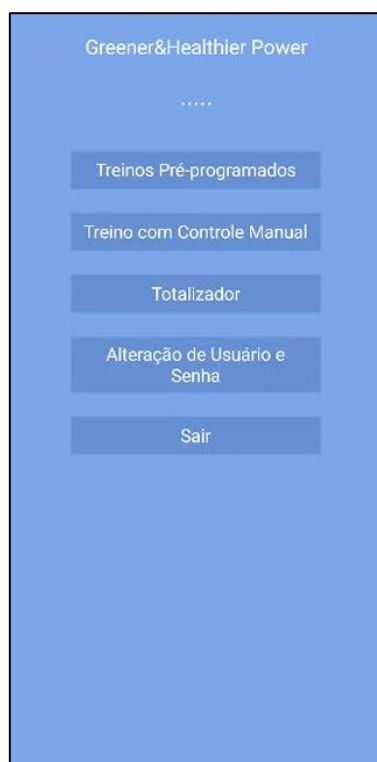 Greener&Healthier Power
.....
Treinos Pré-programados
Treino com Controle Manual
Totalizador
Alteração de Usuário e
Senha
Sair